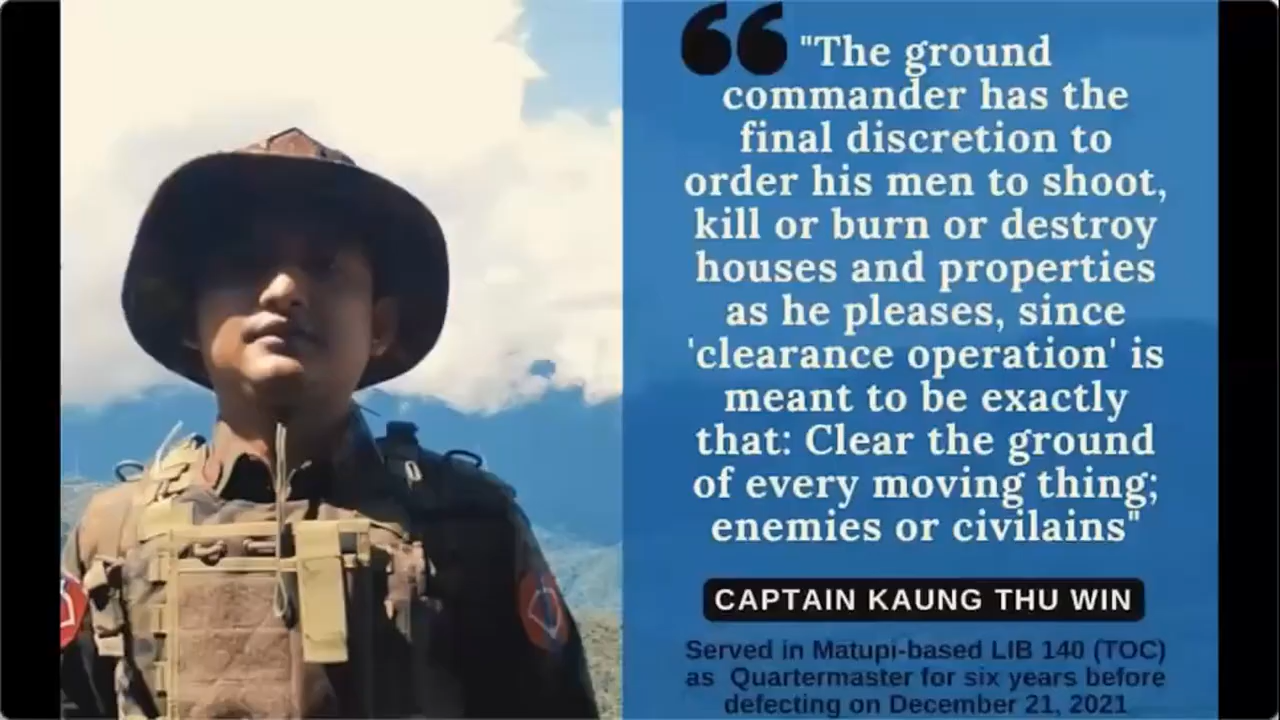 "The ground
commander has the
final discretion to
order his men to shoot,
kill or burn or destroy
houses and properties
as he pleases, since
'clearance operation' is
meant to be exactly
that: Clear the ground
of every moving thing;
enemies or civilains"
CAPTAIN KAUNG THU WIN
Served in Matupi-based LIB 140 (TOC)
as Quartermaster for six years before
defecting on December 21, 2021